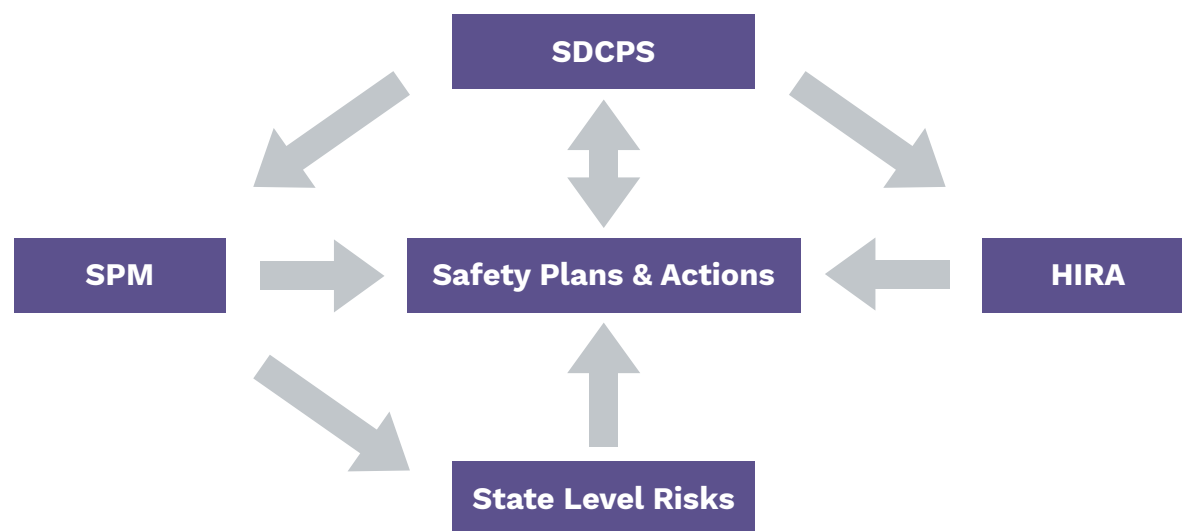 SDCPS
SPM
Safety Plans & Actions
HIRA
State Level Risks